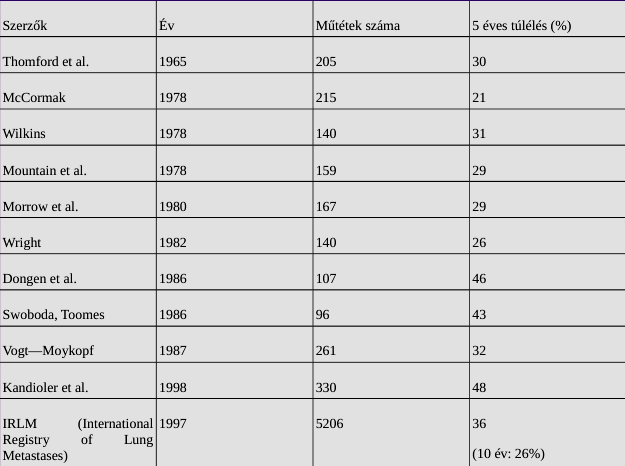 Szerzők Év Műtétek száma 5 éves túlélés (%)
Thomford et al. 1965 205 30
McCormak 1978 215 21
Wilkins 1978 140 31
Mountain et al. 1978 159 29
Morrow et al. 1980 167 29
Wright 1982 140 26
Dongen et al. 1986 107 46
Swoboda, Toomes 1986 96 43
Vogt—Moykopf 1987 261 32
Kandioler et al. 1998 330 48
IRLM (International 1997 5206 36
Registry of Lung
Metastases) (10 év: 26%)